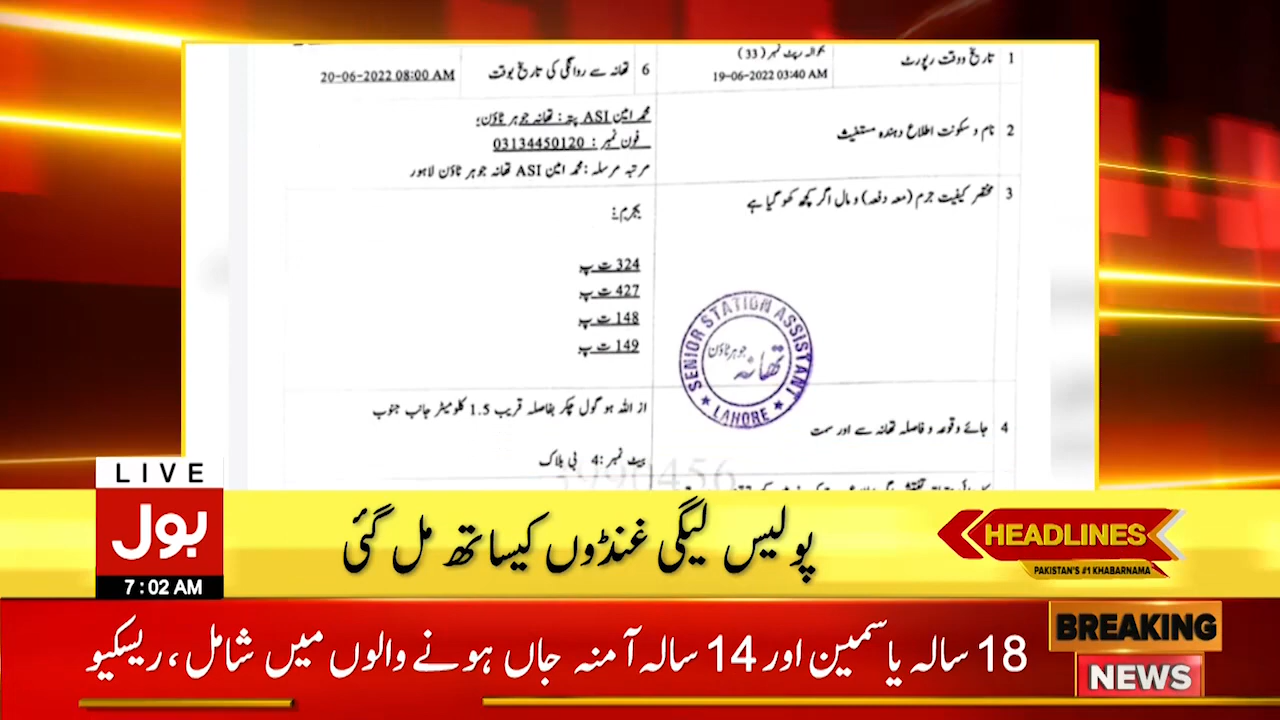 1 تاریخ و وقت رپورٹ
بحوالہ رپٹ نمبر (33)
19-06-2022 03:40 AM
6 تھانہ سے روانگی کی تاریخ بوقت
20-06-2022 08:00 AM
2 نام و سکونت اطلاع دہندہ مستغیث
محمد امین ASI پتہ: تھانہ جوہر ٹاؤن،
فون نمبر : 03134450120
مرتبہ مرسلہ :محمد امین ASI تھانہ جوہر ٹاؤن لاہور
3 مختصر کیفیت جرم (معہ دفعہ) و مال اگر کچھ کھو گیا ہے
بجرم:
324 ت پ
427 ت پ
148 ت پ
149 ت پ
SENIOR STATION ASSISTANT
تھانہ جوہر ٹاؤن
LAHORE
4 جائے وقوعہ و فاصلہ تھانہ سے اور سمت
از اللہ ہو گول چکر بفاصلہ قریب 1.5 کلومیٹر جانب جنوب
بیٹ نمبر :4 بی بلاک
LIVE
بول
7:02 AM
پولیس لیگی غنڈوں کیساتھ مل گئی
HEADLINES
PAKISTAN'S #1 KHABARNAMA
BREAKING
NEWS
18 سالہ یاسمین اور 14 سالہ آمنہ جاں ہونے والوں میں شامل، ریسکیو